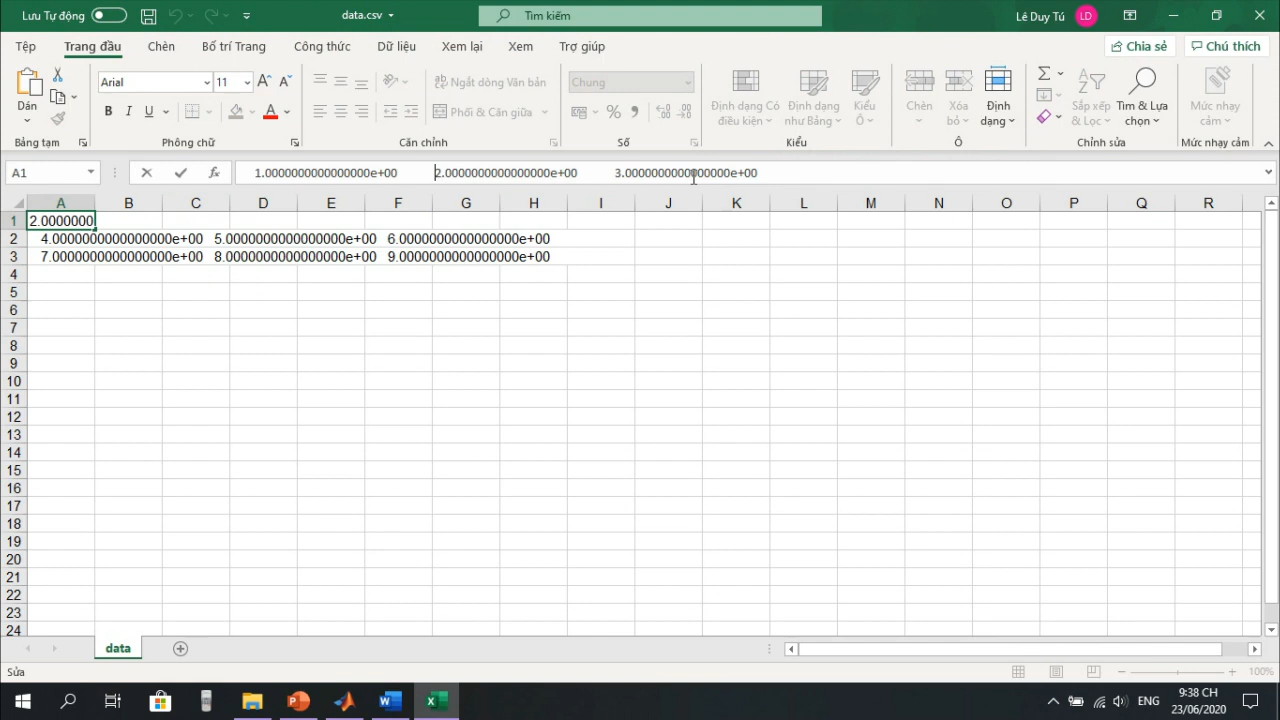 Lưu Tự động
data.csv
Tìm kiếm
Lê Duy Tú
LD
Tệp
Trang đầu
Chèn
Bố trí Trang
Công thức
Dữ liệu
Xem lại
Xem
Trợ giúp
Chia sẻ
Chú thích
Dán
Arial
11
A
A
B
I
U
A
Ngắt dòng Văn bản
Phối & Căn giữa
Chung
%
Định dạng Có điều kiện
Định dạng như Bảng
Kiểu Ô
Chèn
Xóa bỏ
Định dạng
Sắp xếp & Lọc
Tìm & Lựa chọn
Mức nhạy cảm
Bảng tạm
Phông chữ
Căn chỉnh
Số
Kiểu
Ô
Chỉnh sửa
Mức nhạy cảm
A1
fx
1.0000000000000000e+00 2.0000000000000000e+00 3.0000000000000000e+00
A B C D E F G H I J K L M N O P Q R
1 2.0000000
2 4.0000000000000000e+00 5.0000000000000000e+00 6.0000000000000000e+00
3 7.0000000000000000e+00 8.0000000000000000e+00 9.0000000000000000e+00
4
5
6
7
8
9
10
11
12
13
14
15
16
17
18
19
20
21
22
23
24
data
Sửa
100%
ENG
9:38 CH
23/06/2020